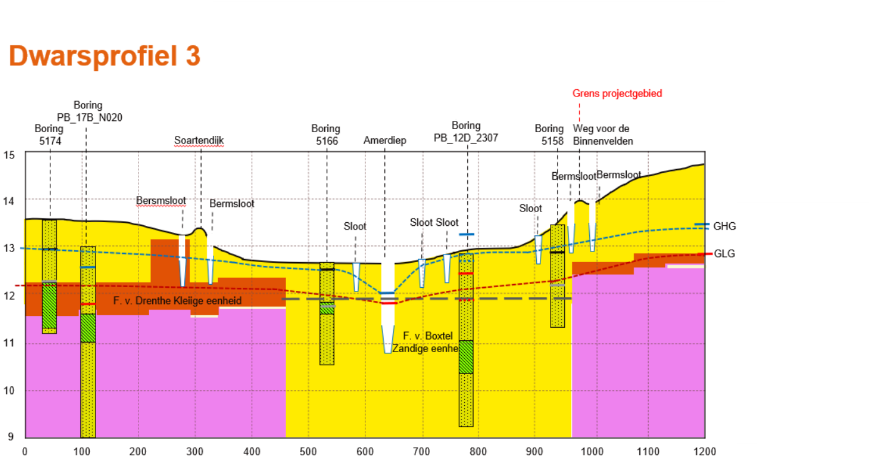 Dwarsprofiel 3
Grens projectgebied
Boring
PB_17B_N020
Boring
5174
Soartendijk
Boring
5166
Amerdiep
Boring
PB_12D_2307
Boring
5158
Weg voor de
Binnenvelden
15
14
13
12
11
10
9
Bersmsloot
Bermsloot
Sloot
Sloot
Sloot
Sloot
Bermsloot
Bermsloot
GHG
GLG
F. v. Drenthe Kleiige eenheid
F. v. Boxtel
Zandige eenhe
0
100
200
300
400
500
600
700
800
900
1000
1100
1200